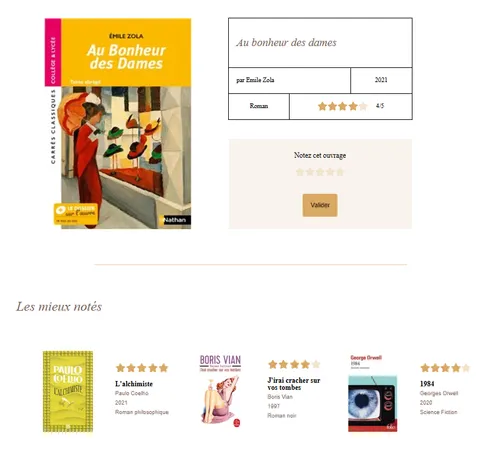 COLLÈGE & LYCÉE
CARRÉS CLASSIQUES
ÉMILE ZOLA
Au Bonheur
des Dames
Texte abrégé
Nathan
Au bonheur des dames
par Emile Zola
2021
Roman
4/5
Notez cet ouvrage
Valider
Les mieux notés
PAULO
COELHO
L'ALCHIMISTE
L'alchimiste
Paulo Coelho
2021
Roman philosophique
BORIS VIAN
J'irai cracher sur
vos tombes
Boris Vian
1997
Roman noir
George Orwell
1984
1984
Georges Orwell
2020
Science Fiction